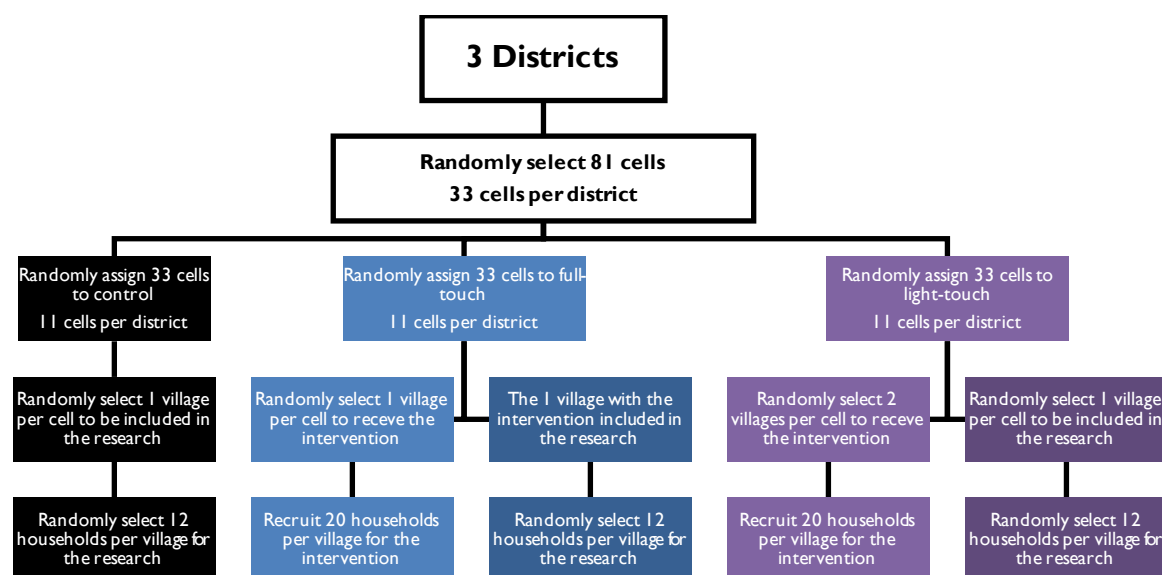 3 Districts
Randomly select 81 cells
33 cells per district
Randomly assign 33 cells
to control
11 cells per district
Randomly assign 33 cells to full-
touch
11 cells per district
Randomly assign 33 cells to
light-touch
11 cells per district
Randomly select 1 village
per cell to be included in
the research
Randomly select 1 village
per cell to receve the
intervention
The 1 village with the
intervention included in
the research
Randomly select 2
villages per cell to receve
the intervention
Randomly select 1 village
per cell to be included in
the research
Randomly select 12
households per village for
the research
Recruit 20 households
per village for the
intervention
Randomly select 12
households per village for
the research
Recruit 20 households
per village for the
intervention
Randomly select 12
households per village for
the research